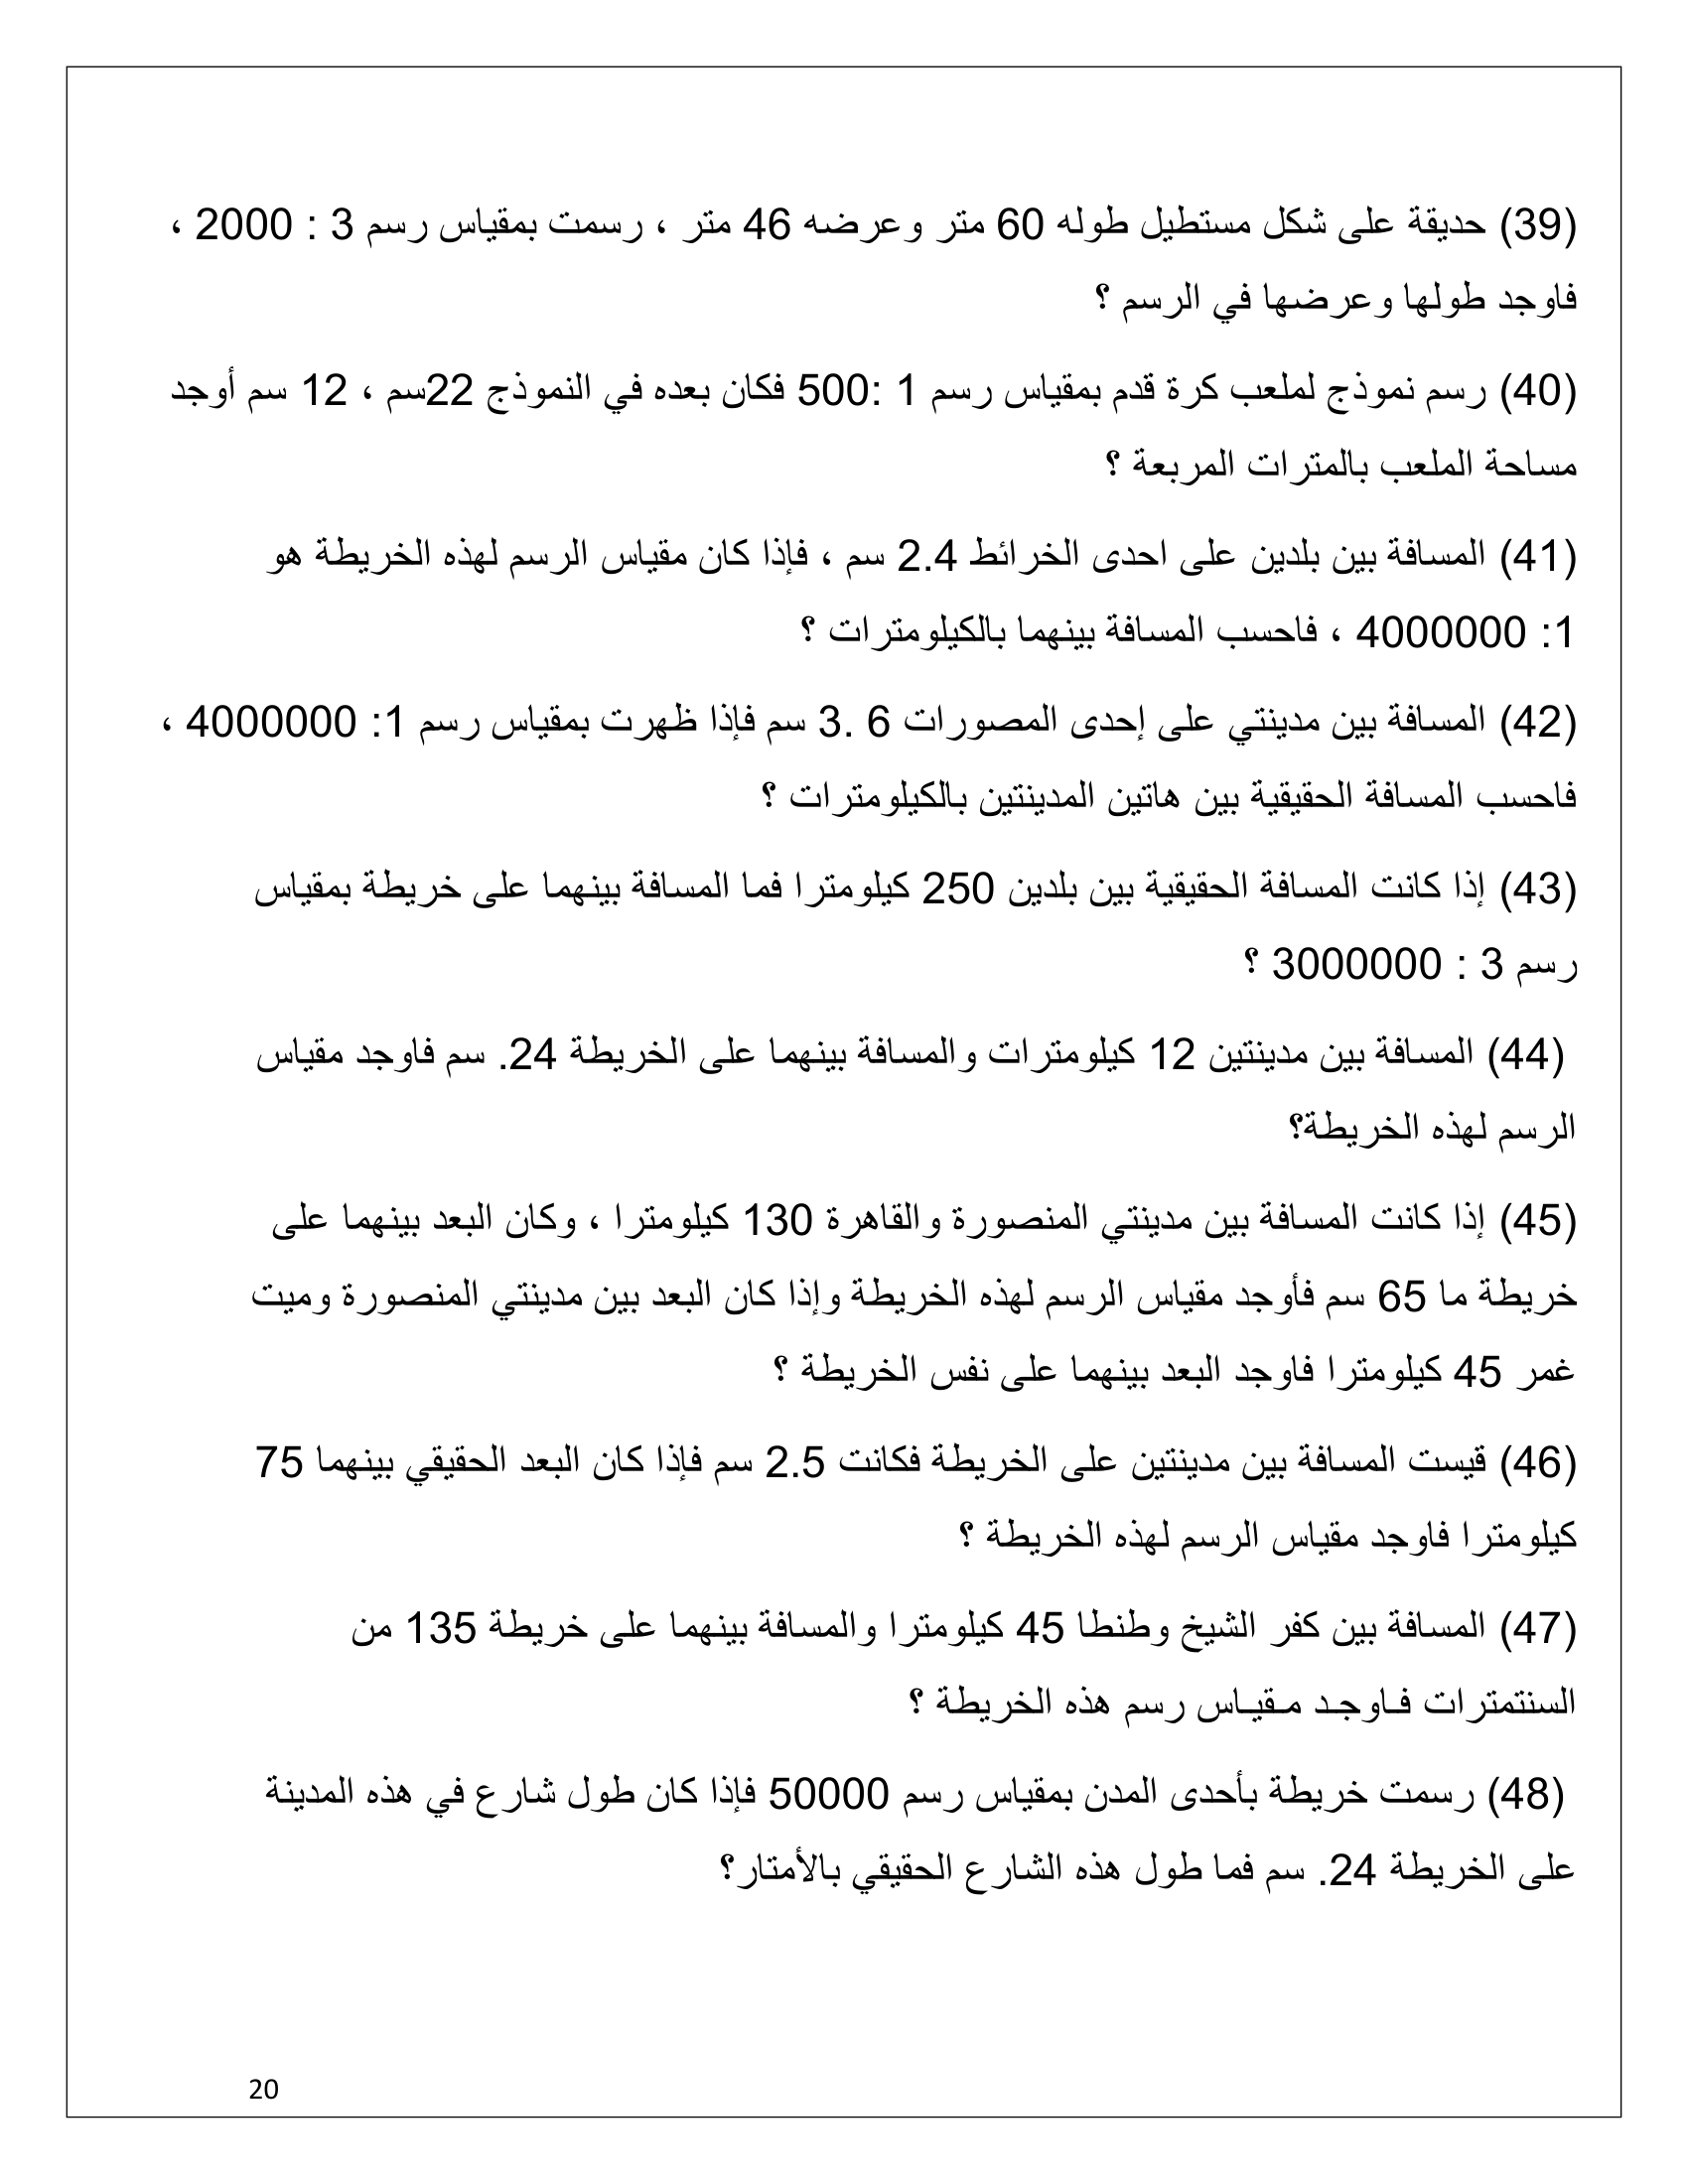 (39) حديقة على شكل مستطيل طوله 60 متر وعرضه 46 متر ، رسمت بمقياس رسم 3 : 2000 ،
فاوجد طولها وعرضها في الرسم ؟
(40) رسم نموذج لملعب كرة قدم بمقياس رسم 1 :500 فكان بعده في النموذج 22سم ، 12 سم أوجد
مساحة الملعب بالمترات المربعة ؟
(41) المسافة بين بلدين على احدى الخرائط 2.4 سم ، فإذا كان مقياس الرسم لهذه الخريطة هو
1: 4000000 ، فاحسب المسافة بينهما بالكيلومترات ؟
(42) المسافة بين مدينتي على إحدى المصورات 6 .3 سم فإذا ظهرت بمقياس رسم 1: 4000000 ،
فاحسب المسافة الحقيقية بين هاتين المدينتين بالكيلومترات ؟
(43) إذا كانت المسافة الحقيقية بين بلدين 250 كيلومترا فما المسافة بينهما على خريطة بمقياس
رسم 3 : 3000000 ؟
(44) المسافة بين مدينتين 12 كيلومترات والمسافة بينهما على الخريطة 24. سم فاوجد مقياس
الرسم لهذه الخريطة؟
(45) إذا كانت المسافة بين مدينتي المنصورة والقاهرة 130 كيلومترا ، وكان البعد بينهما على
خريطة ما 65 سم فأوجد مقياس الرسم لهذه الخريطة وإذا كان البعد بين مدينتي المنصورة وميت
غمر 45 كيلومترا فاوجد البعد بينهما على نفس الخريطة ؟
(46) قيست المسافة بين مدينتين على الخريطة فكانت 2.5 سم فإذا كان البعد الحقيقي بينهما 75
كيلومترا فاوجد مقياس الرسم لهذه الخريطة ؟
(47) المسافة بين كفر الشيخ وطنطا 45 كيلومترا والمسافة بينهما على خريطة 135 من
السنتمترات فـاوجـد مـقيـاس رسم هذه الخريطة ؟
(48) رسمت خريطة بأحدى المدن بمقياس رسم 50000 فإذا كان طول شارع في هذه المدينة
على الخريطة 24. سم فما طول هذه الشارع الحقيقي بالأمتار؟
20